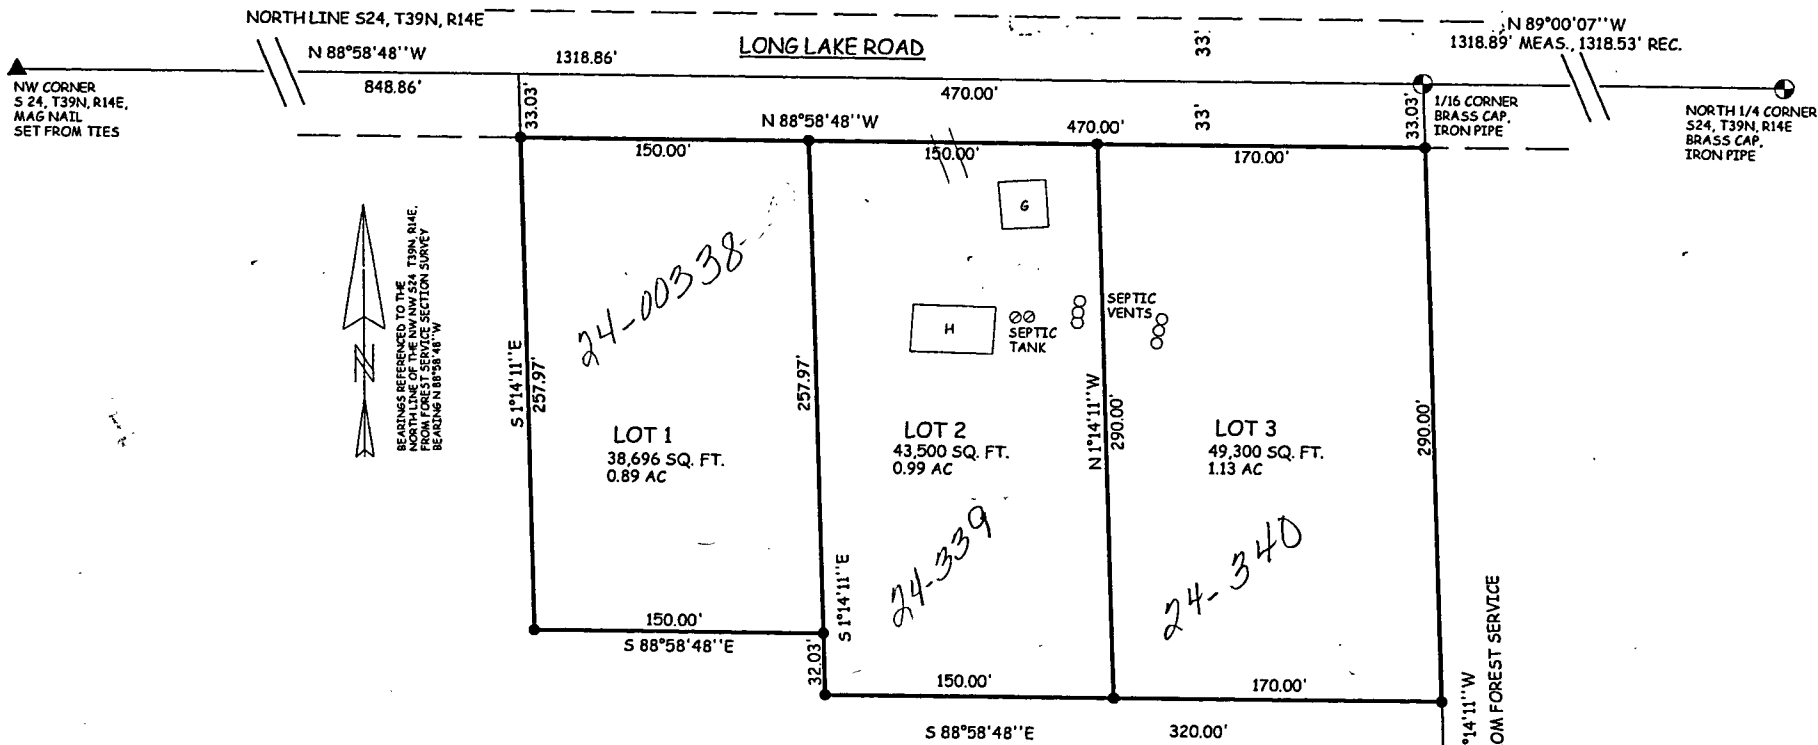 NORTH LINE S24, T39N, R14E
N 88°58'48''W
1318.86'
LONG LAKE ROAD
33'
N 89°00'07''W
1318.89' MEAS., 1318.53' REC.
NW CORNER
S 24, T39N, R14E,
MAG NAIL
SET FROM TIES
848.86'
33.03'
470.00'
33'
33.03'
1/16 CORNER
BRASS CAP,
IRON PIPE
NORTH 1/4 CORNER
S24, T39N, R14E
BRASS CAP,
IRON PIPE
N 88°58'48''W
470.00'
150.00'
150.00'
170.00'
G
BEARINGS REFERENCED TO THE
NORTH LINE OF THE NW NW S24 T39N, R14E,
FROM FOREST SERVICE SECTION SURVEY
BEARING N 88°58'48''W
N
24-00338
H
SEPTIC
TANK
SEPTIC
VENTS
S 1°14'11''E
257.97'
257.97'
N 1°14'11''W
290.00'
290.00'
LOT 1
38,696 SQ. FT.
0.89 AC
LOT 2
43,500 SQ. FT.
0.99 AC
LOT 3
49,300 SQ. FT.
1.13 AC
24-339
24-340
150.00'
S 88°58'48''E
S 1°14'11''E
32.03'
150.00'
170.00'
S 88°58'48''E
320.00'
°14'11''W
OM FOREST SERVICE